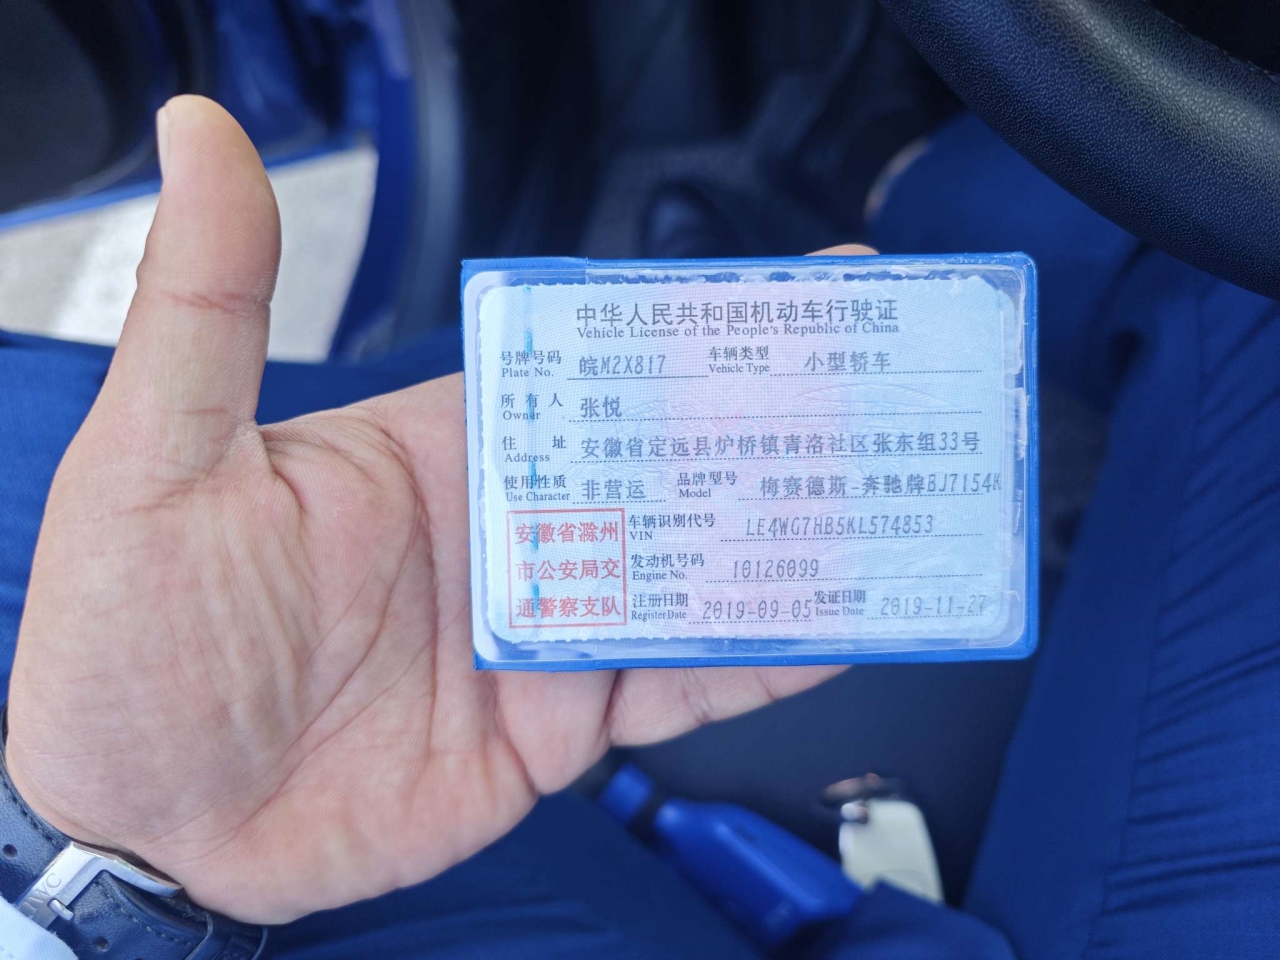 中华人民共和国机动车行驶证
Vehicle License of the People's Republic of China
号牌号码 皖M2X817 车辆类型 小型轿车
Plate No. Vehicle Type
所有人 张悦
Owner
住址 安徽省定远县炉桥镇青洛社区张东组33号
Address
使用性质 非营运 品牌型号 梅赛德斯-奔驰牌BJ7154K
Use Character Model
安徽省滁州 车辆识别代号 LE4WG7HB5KL574853
VIN
市公安局交 发动机号码 10126099
Engine No.
通警察支队 注册日期 2019-09-05 发证日期 2019-11-27
Register Date Issue Date